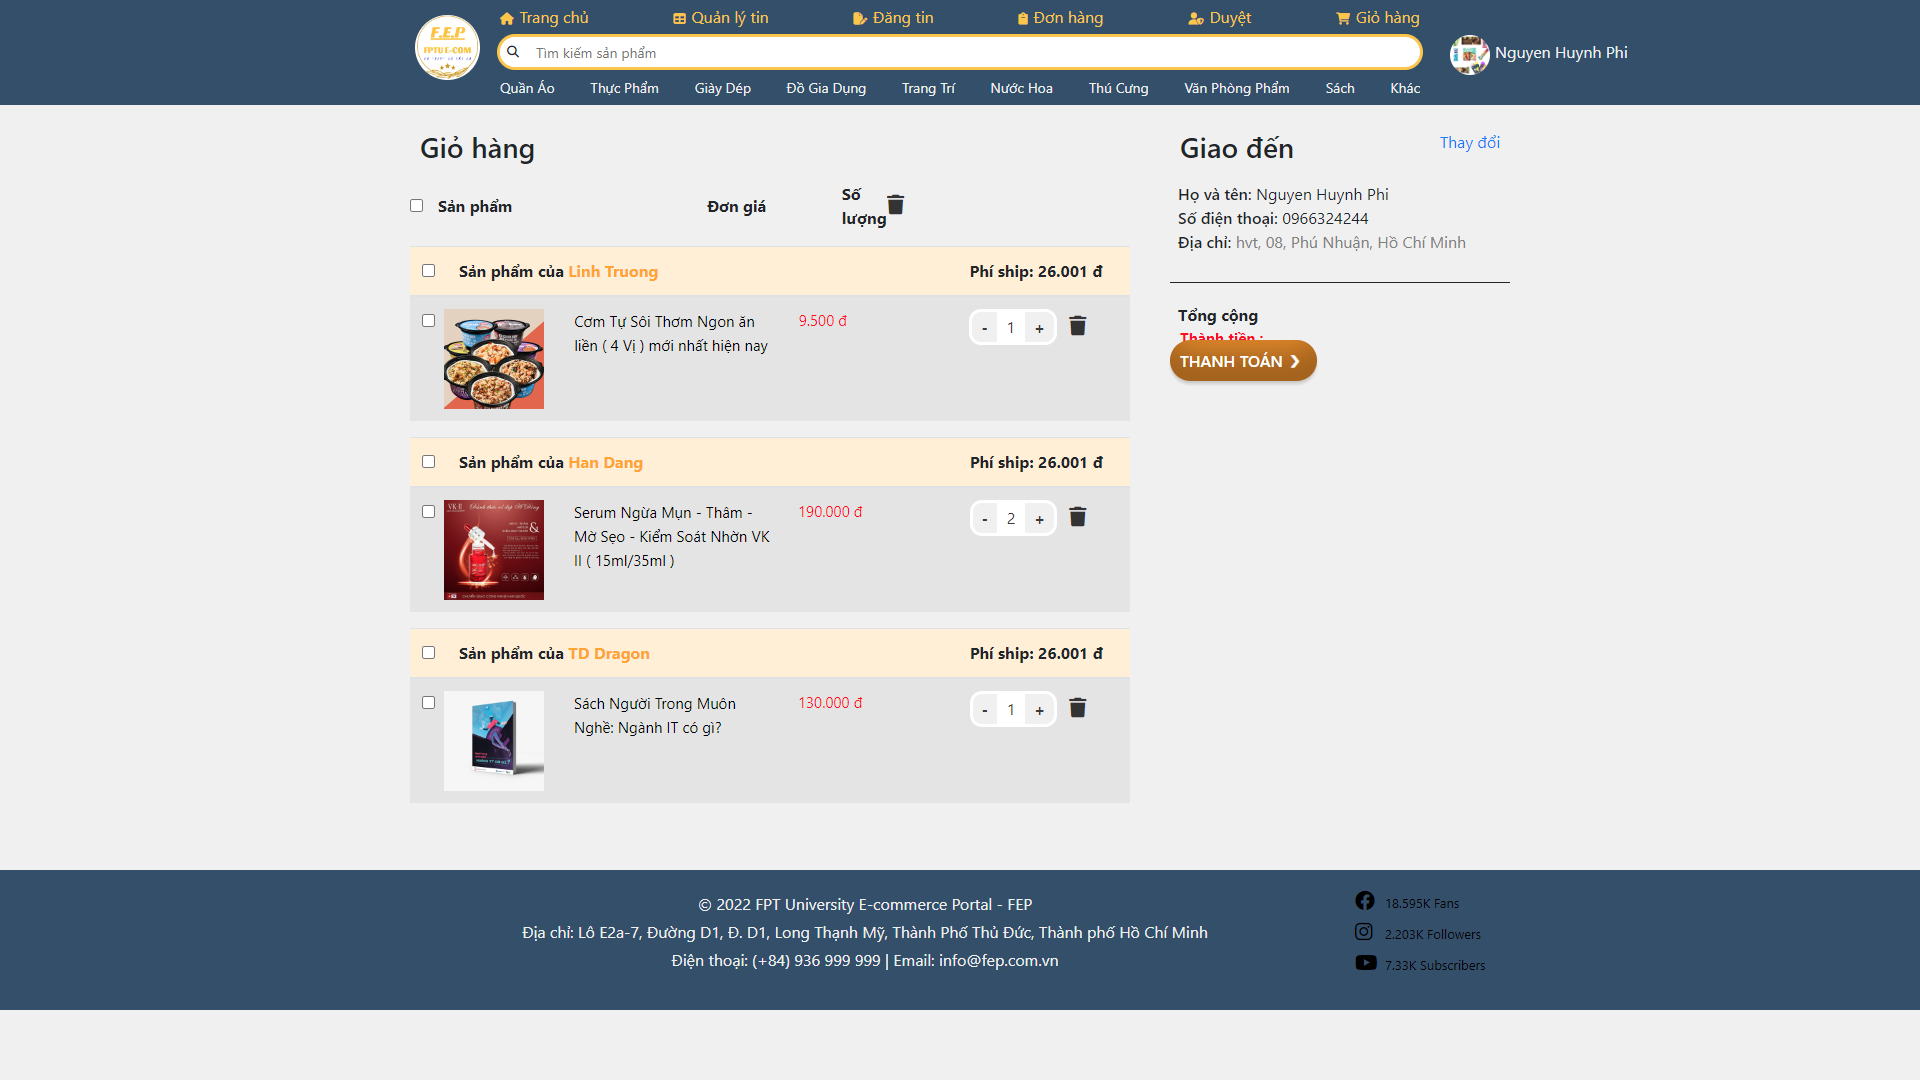 F.E.P
FPTU E-COM
Trang chủ
Quản lý tin
Đăng tin
Đơn hàng
Duyệt
Giỏ hàng
Tìm kiếm sản phẩm
Nguyen Huynh Phi
Quần Áo
Thực Phẩm
Giày Dép
Đồ Gia Dụng
Trang Trí
Nước Hoa
Thú Cưng
Văn Phòng Phẩm
Sách
Khác
Giỏ hàng
Sản phẩm
Đơn giá
Số
lượng
Sản phẩm của Linh Truong
Phí ship: 26.001 đ
Cơm Tự Sôi Thơm Ngon ăn
liền ( 4 Vị ) mới nhất hiện nay
9.500 đ
- 1 +
Sản phẩm của Han Dang
Phí ship: 26.001 đ
VK II
&
Serum Ngừa Mụn - Thâm -
Mờ Sẹo - Kiểm Soát Nhờn VK
II ( 15ml/35ml )
190.000 đ
- 2 +
Sản phẩm của TD Dragon
Phí ship: 26.001 đ
Sách Người Trong Muôn
Nghề: Ngành IT có gì?
130.000 đ
- 1 +
Giao đến
Thay đổi
Họ và tên: Nguyen Huynh Phi
Số điện thoại: 0966324244
Địa chỉ: hvt, 08, Phú Nhuận, Hồ Chí Minh
Tổng cộng
Thành tiền :
THANH TOÁN ❯
© 2022 FPT University E-commerce Portal - FEP
Địa chỉ: Lô E2a-7, Đường D1, Đ. D1, Long Thạnh Mỹ, Thành Phố Thủ Đức, Thành phố Hồ Chí Minh
Điện thoại: (+84) 936 999 999 | Email: info@fep.com.vn
18.595K Fans
2.203K Followers
7.33K Subscribers